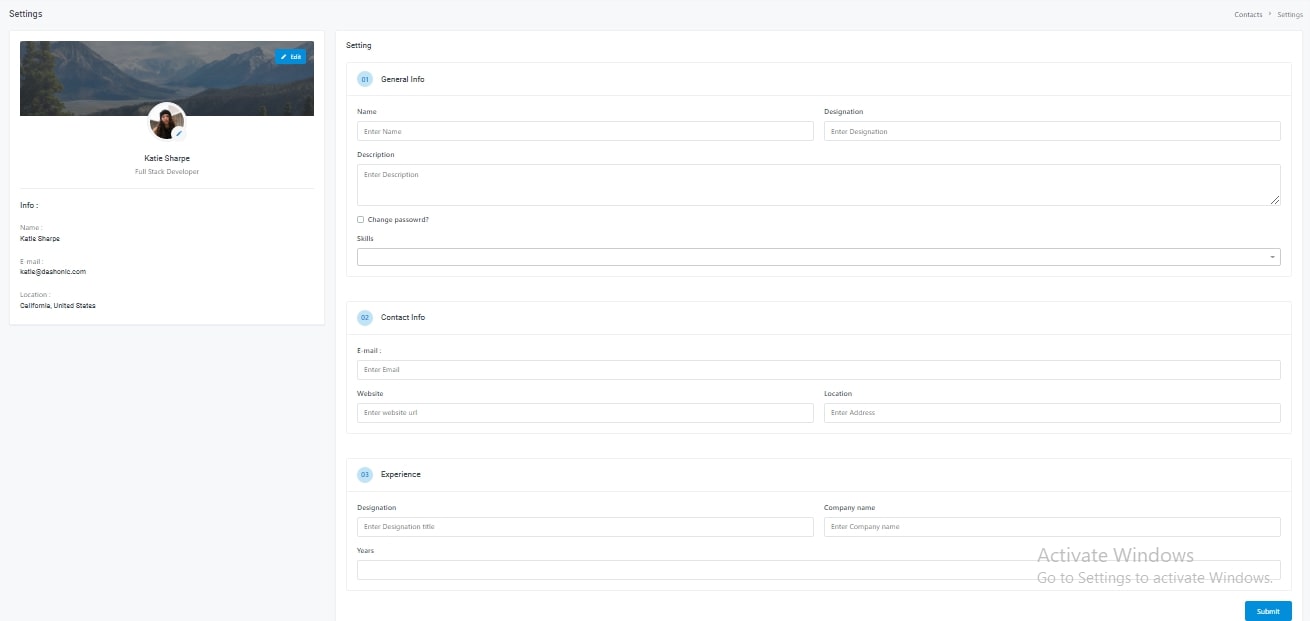 Settings
Contacts > Settings
Edit
Katie Sharpe
Full Stack Developer
Info :
Name :
Katie Sharpe
E-mail :
katie@dashonic.com
Location :
California, United States
Setting
01 General Info
Name Designation
Enter Name Enter Designation
Description
Enter Description
Change passowrd?
Skills
02 Contact Info
E-mail :
Enter Email
Website Location
Enter website url Enter Address
03 Experience
Designation Company name
Enter Designation title Enter Company name
Years
Activate Windows
Go to Settings to activate Windows.
Submit